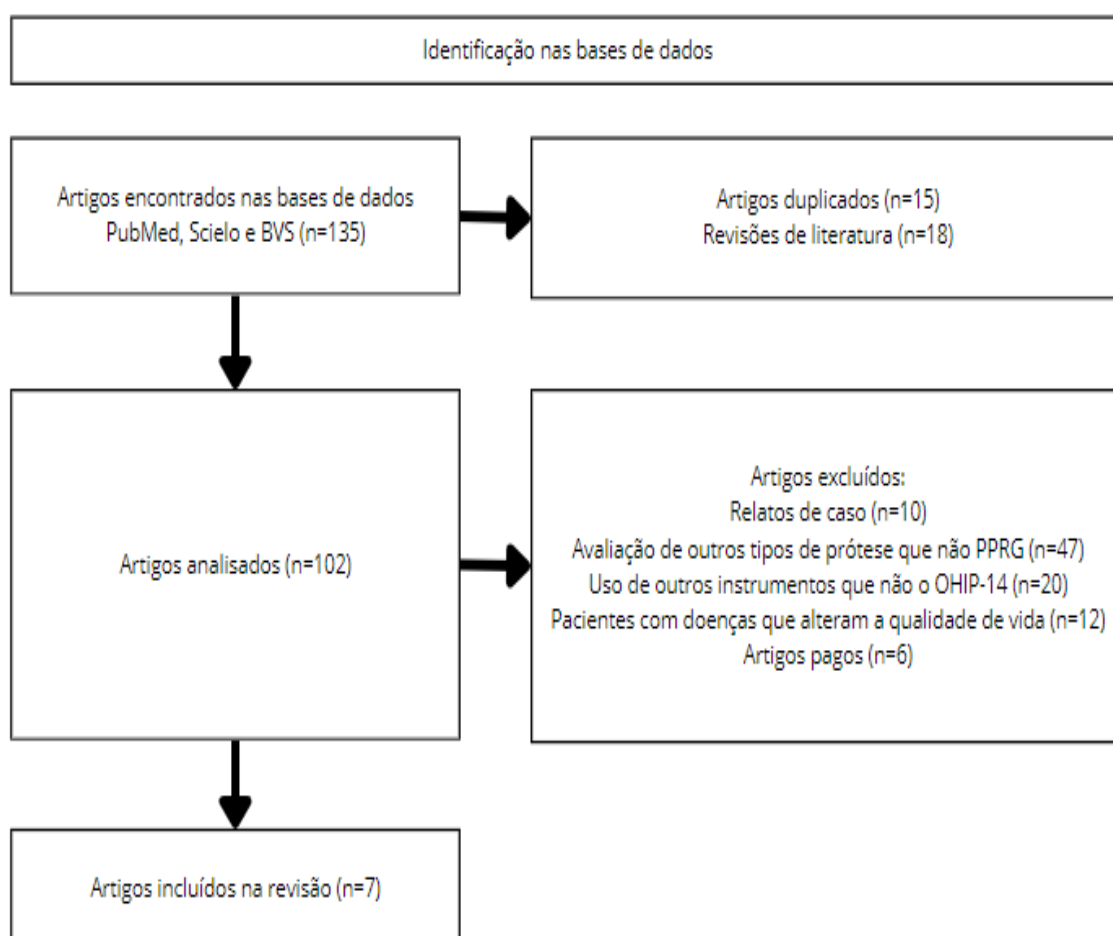 Identificação nas bases de dados
Artigos encontrados nas bases de dados
PubMed, Scielo e BVS (n=135)
Artigos duplicados (n=15)
Revisões de literatura (n=18)
Artigos analisados (n=102)
Artigos excluídos:
Relatos de caso (n=10)
Avaliação de outros tipos de prótese que não PPRG (n=47)
Uso de outros instrumentos que não o OHIP-14 (n=20)
Pacientes com doenças que alteram a qualidade de vida (n=12)
Artigos pagos (n=6)
Artigos incluídos na revisão (n=7)